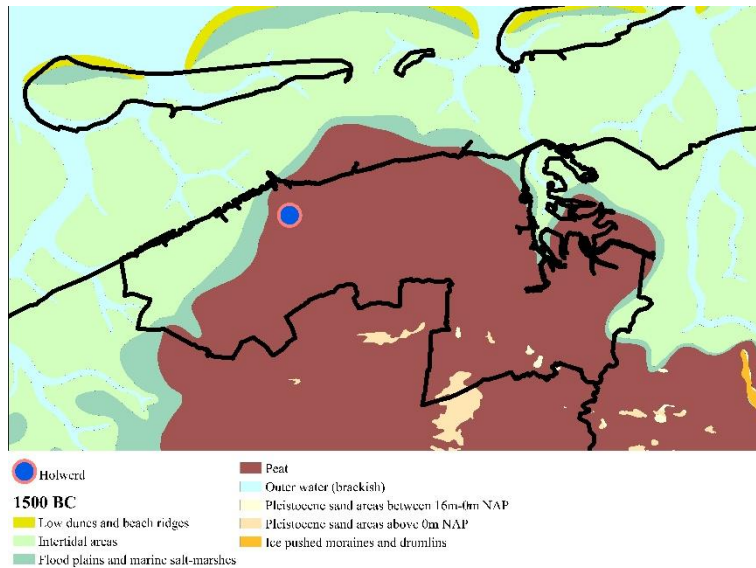 Holwerd
1500 BC
Low dunes and beach ridges
Intertidal areas
Flood plains and marine salt-marshes
Peat
Outer water (brackish)
Pleistocene sand areas between 16m-0m NAP
Pleistocene sand areas above 0m NAP
Ice pushed moraines and drumlins